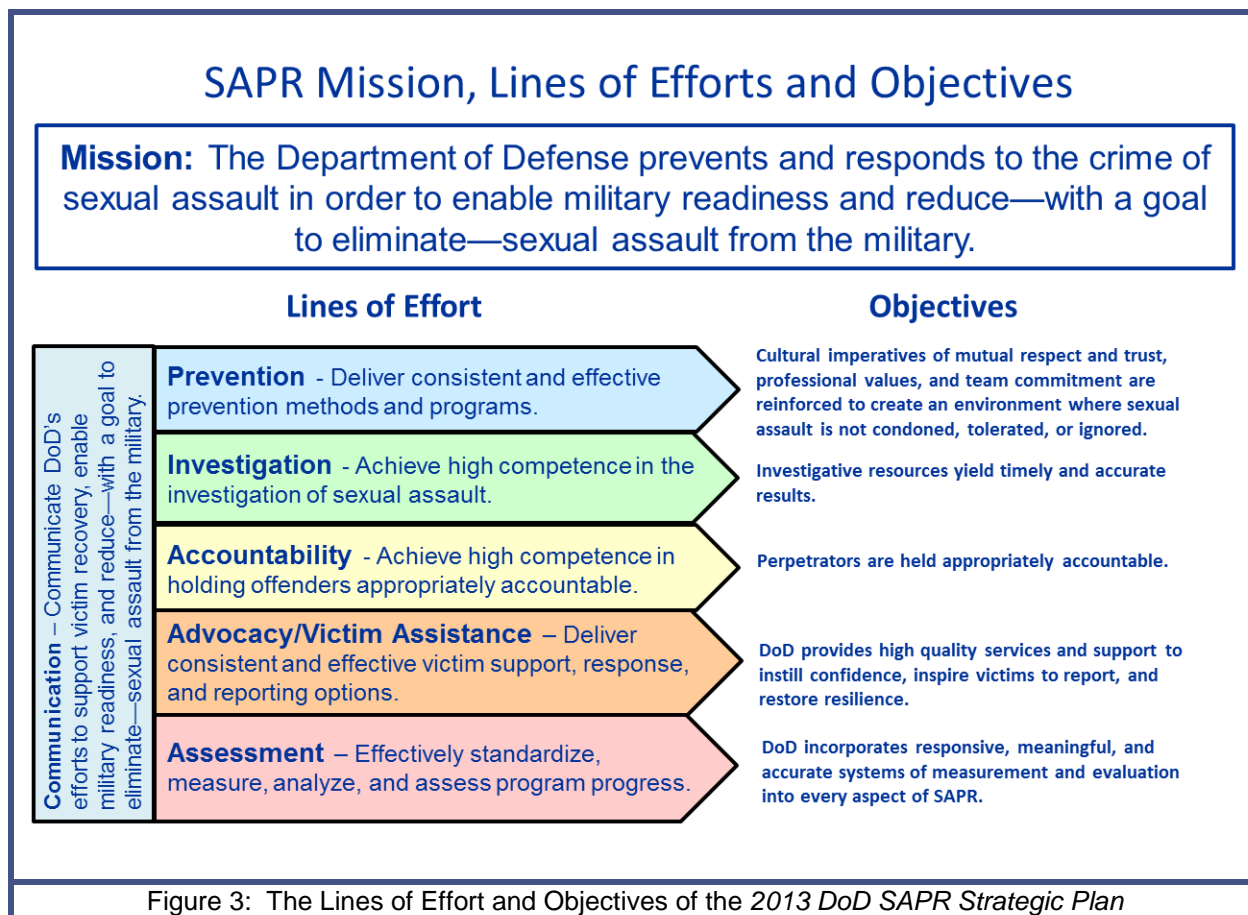 SAPR Mission, Lines of Efforts and Objectives
Mission: The Department of Defense prevents and responds to the crime of
sexual assault in order to enable military readiness and reduce—with a goal
to eliminate—sexual assault from the military.
Lines of Effort
Objectives
Communication – Communicate DoD's
efforts to support victim recovery, enable
military readiness, and reduce—with a goal to
eliminate—sexual assault from the military.
Prevention - Deliver consistent and effective
prevention methods and programs.
Cultural imperatives of mutual respect and trust,
professional values, and team commitment are
reinforced to create an environment where sexual
assault is not condoned, tolerated, or ignored.
Investigation - Achieve high competence in the
investigation of sexual assault.
Investigative resources yield timely and accurate
results.
Accountability - Achieve high competence in
holding offenders appropriately accountable.
Perpetrators are held appropriately accountable.
Advocacy/Victim Assistance – Deliver
consistent and effective victim support, response,
and reporting options.
DoD provides high quality services and support to
instill confidence, inspire victims to report, and
restore resilience.
Assessment – Effectively standardize,
measure, analyze, and assess program progress.
DoD incorporates responsive, meaningful, and
accurate systems of measurement and evaluation
into every aspect of SAPR.
Figure 3: The Lines of Effort and Objectives of the 2013 DoD SAPR Strategic Plan